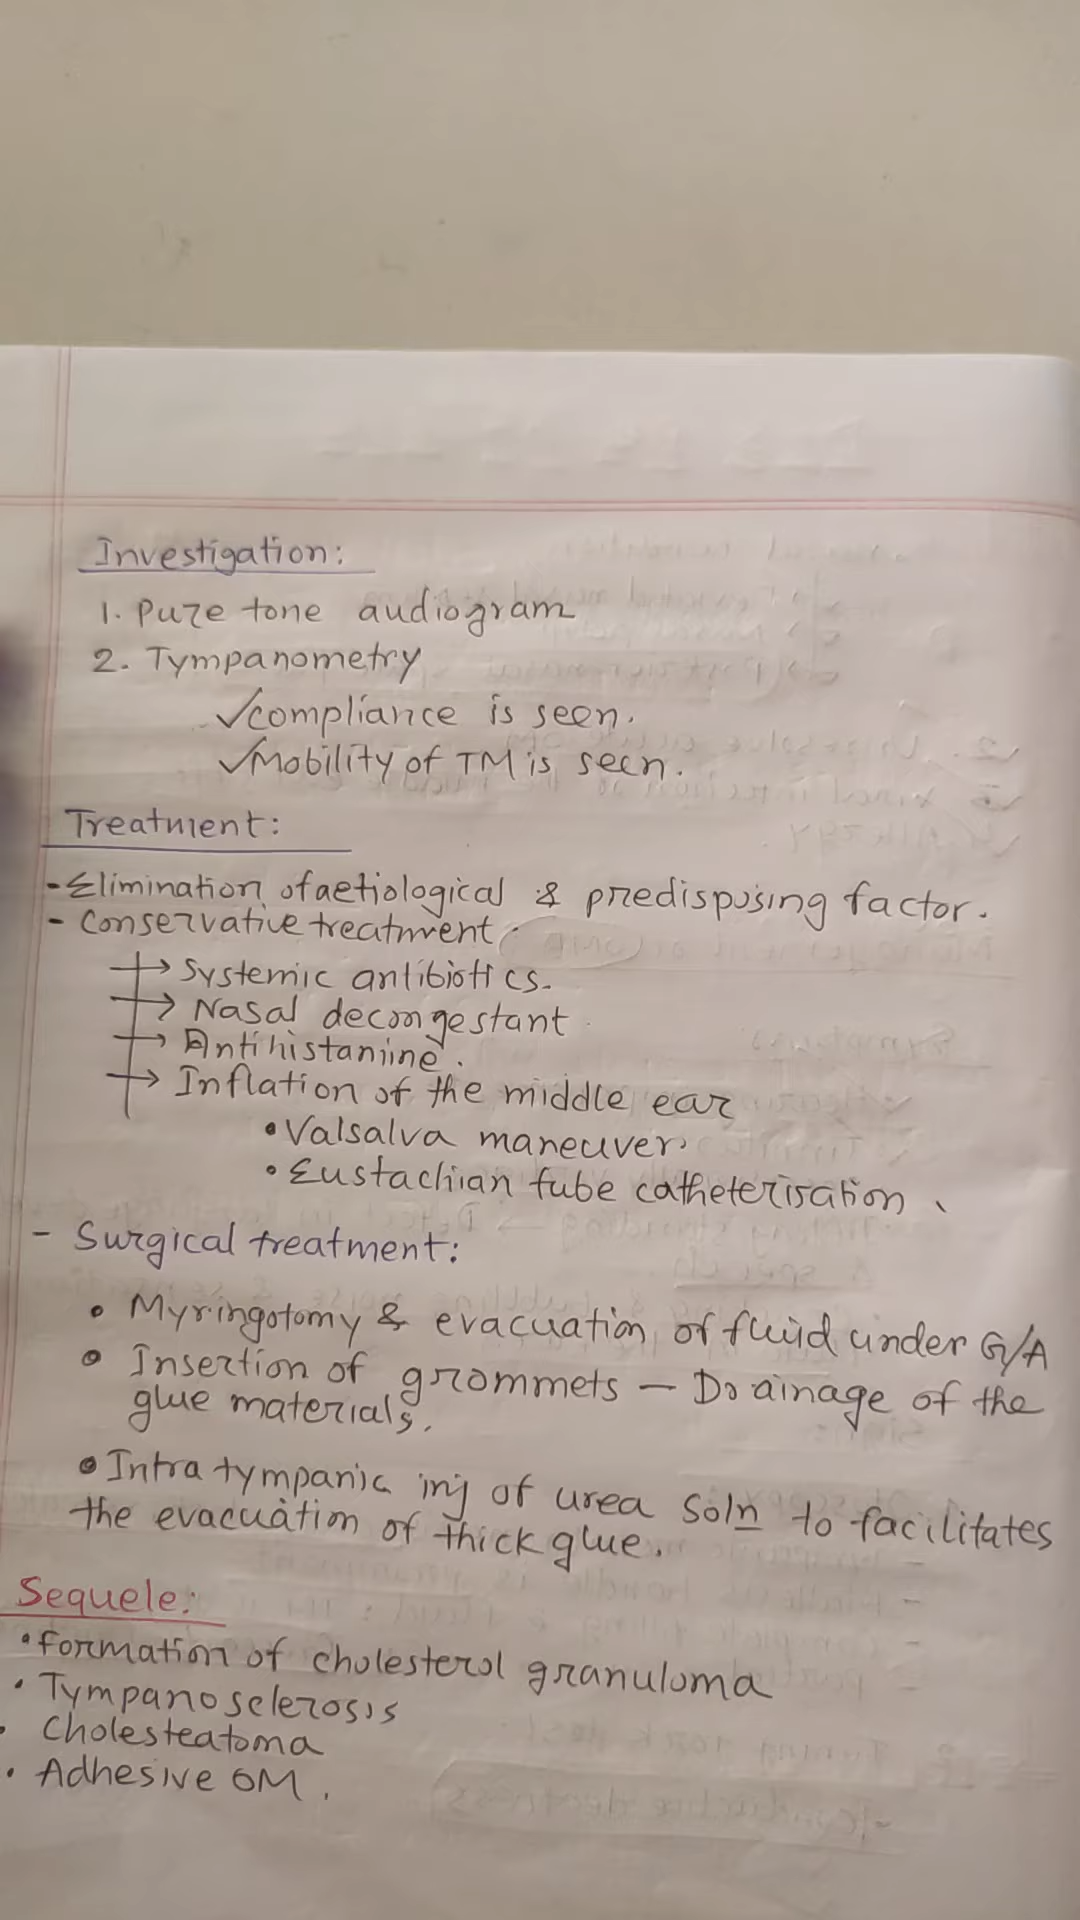 Investigation:
1. Pure tone audiogram
2. Tympanometry
✓compliance is seen.
✓Mobility of TM is seen.
Treatment:
-Elimination of aetiological & predisposing factor.
- Conservative treatment.
→ Systemic antibiotics.
→ Nasal decongestant.
→ Antihistamine.
→ Inflation of the middle ear
•Valsalva maneuver.
•Eustachian tube catheterisation.
- Surgical treatment:
• Myringotomy & evacuation of fluid under G/A
• Insertion of grommets – Drainage of the
glue materials.
• Intratympanic inj of urea soln to facilitates
the evacuation of thick glue.
Sequele:
•Formation of cholesterol granuloma
• Tympanosclerosis
• Cholesteatoma
• Adhesive OM.